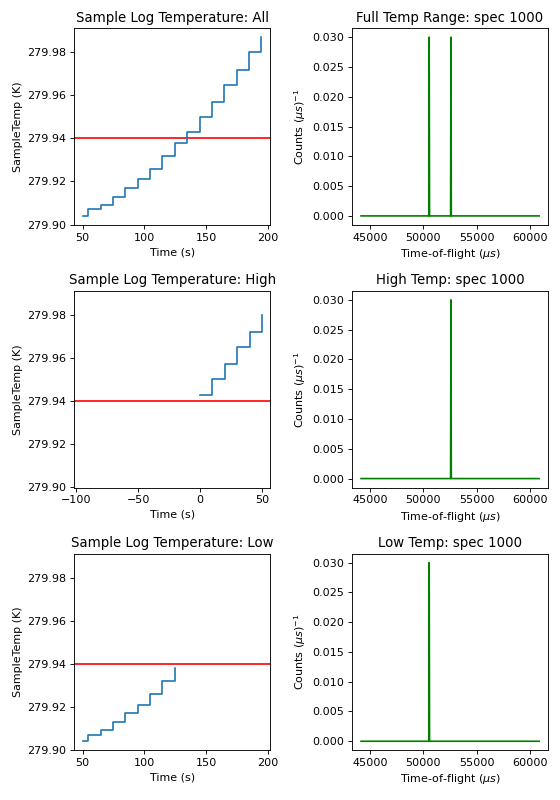 Sample Log Temperature: All
SampleTemp (K)
279.98
279.96
279.94
279.92
279.90
50 100 150 200
Time (s)
Full Temp Range: spec 1000
Counts (μs)⁻¹
0.030
0.025
0.020
0.015
0.010
0.005
0.000
45000 50000 55000 60000
Time-of-flight (μs)
Sample Log Temperature: High
SampleTemp (K)
279.98
279.96
279.94
279.92
279.90
−100 −50 0 50
Time (s)
High Temp: spec 1000
Counts (μs)⁻¹
0.030
0.025
0.020
0.015
0.010
0.005
0.000
45000 50000 55000 60000
Time-of-flight (μs)
Sample Log Temperature: Low
SampleTemp (K)
279.98
279.96
279.94
279.92
279.90
50 100 150 200
Time (s)
Low Temp: spec 1000
Counts (μs)⁻¹
0.030
0.025
0.020
0.015
0.010
0.005
0.000
45000 50000 55000 60000
Time-of-flight (μs)